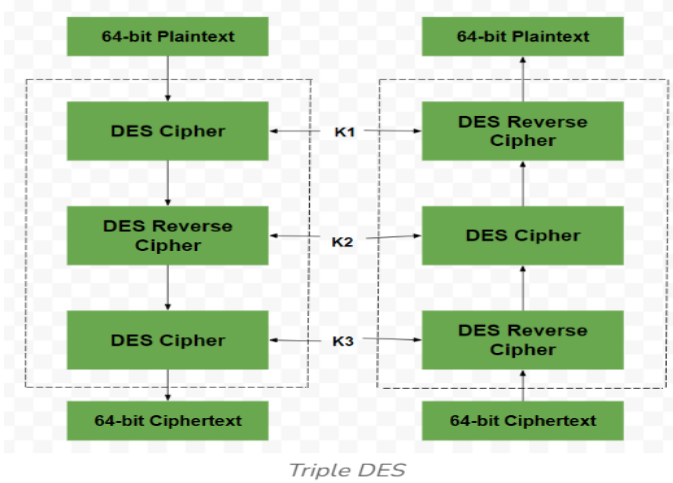 64-bit Plaintext
64-bit Plaintext
DES Cipher
K1
DES Reverse
Cipher
DES Reverse
Cipher
K2
DES Cipher
DES Cipher
K3
DES Reverse
Cipher
64-bit Ciphertext
64-bit Ciphertext
Triple DES